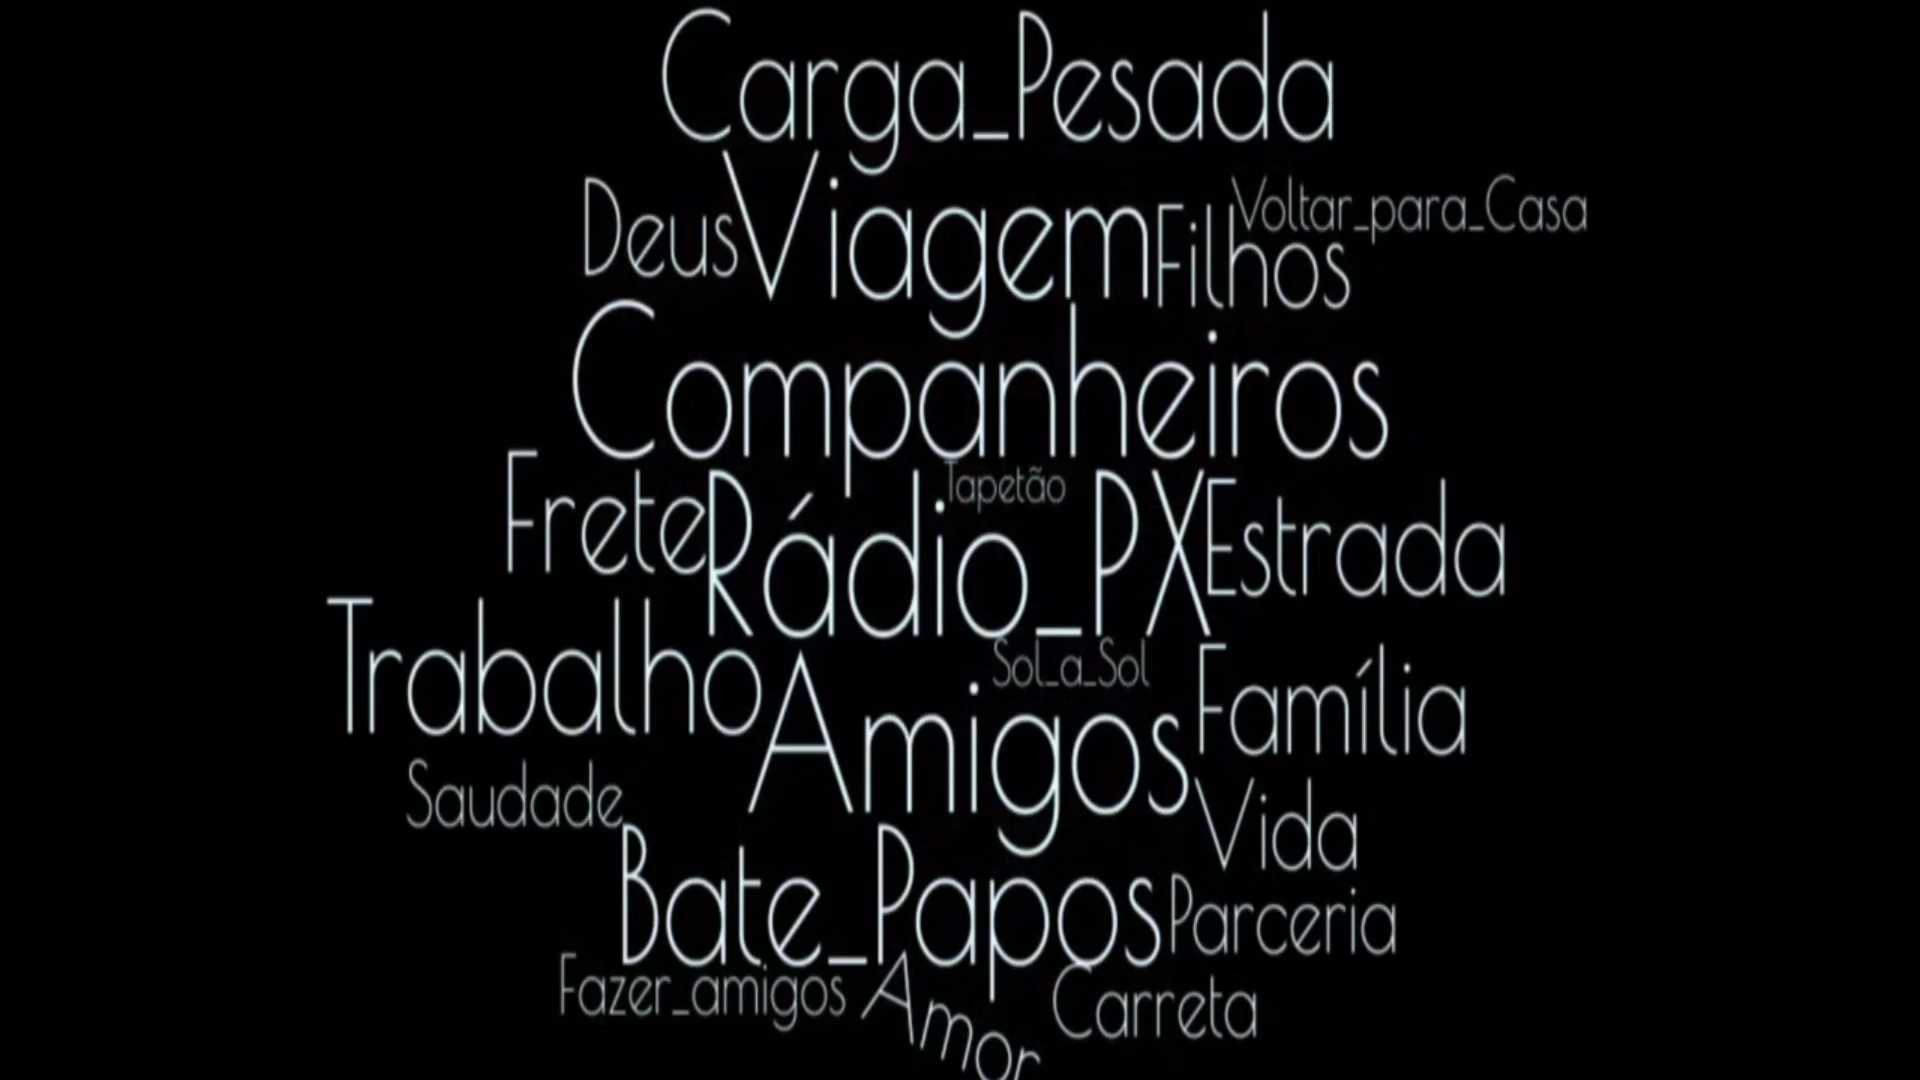 Carga_Pesada
Voltar_para_Casa
Deus
Viagem
Filhos
Companheiros
Tapetão
Frete
Rádio_PX
Estrada
Sol_a_Sol
Trabalho
Amigos
Família
Saudade
Vida
Bate_Papos
Parceria
Fazer_amigos
Amor
Carreta